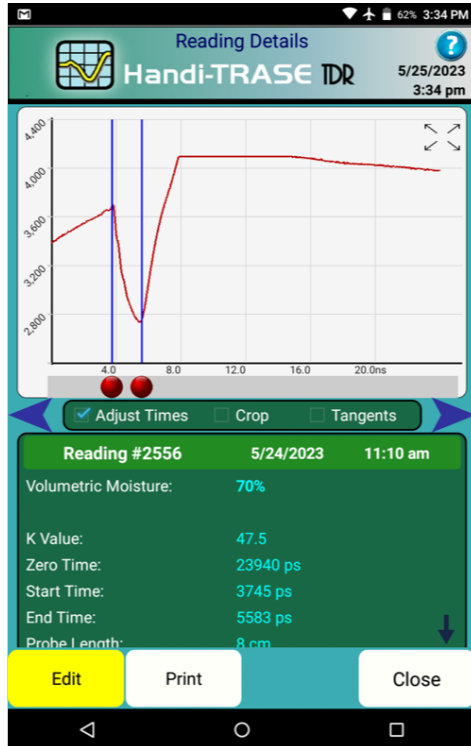 62% 3:34 PM
Reading Details
Handi-TRASE TDR
?
5/25/2023
3:34 pm
4,400
4,000
3,600
3,200
2,800
4.0 8.0 12.0 16.0 20.0ns
Adjust Times Crop Tangents
Reading #2556 5/24/2023 11:10 am
Volumetric Moisture: 70%
K Value: 47.5
Zero Time: 23940 ps
Start Time: 3745 ps
End Time: 5583 ps
Probe Length: 8 cm
Edit Print Close